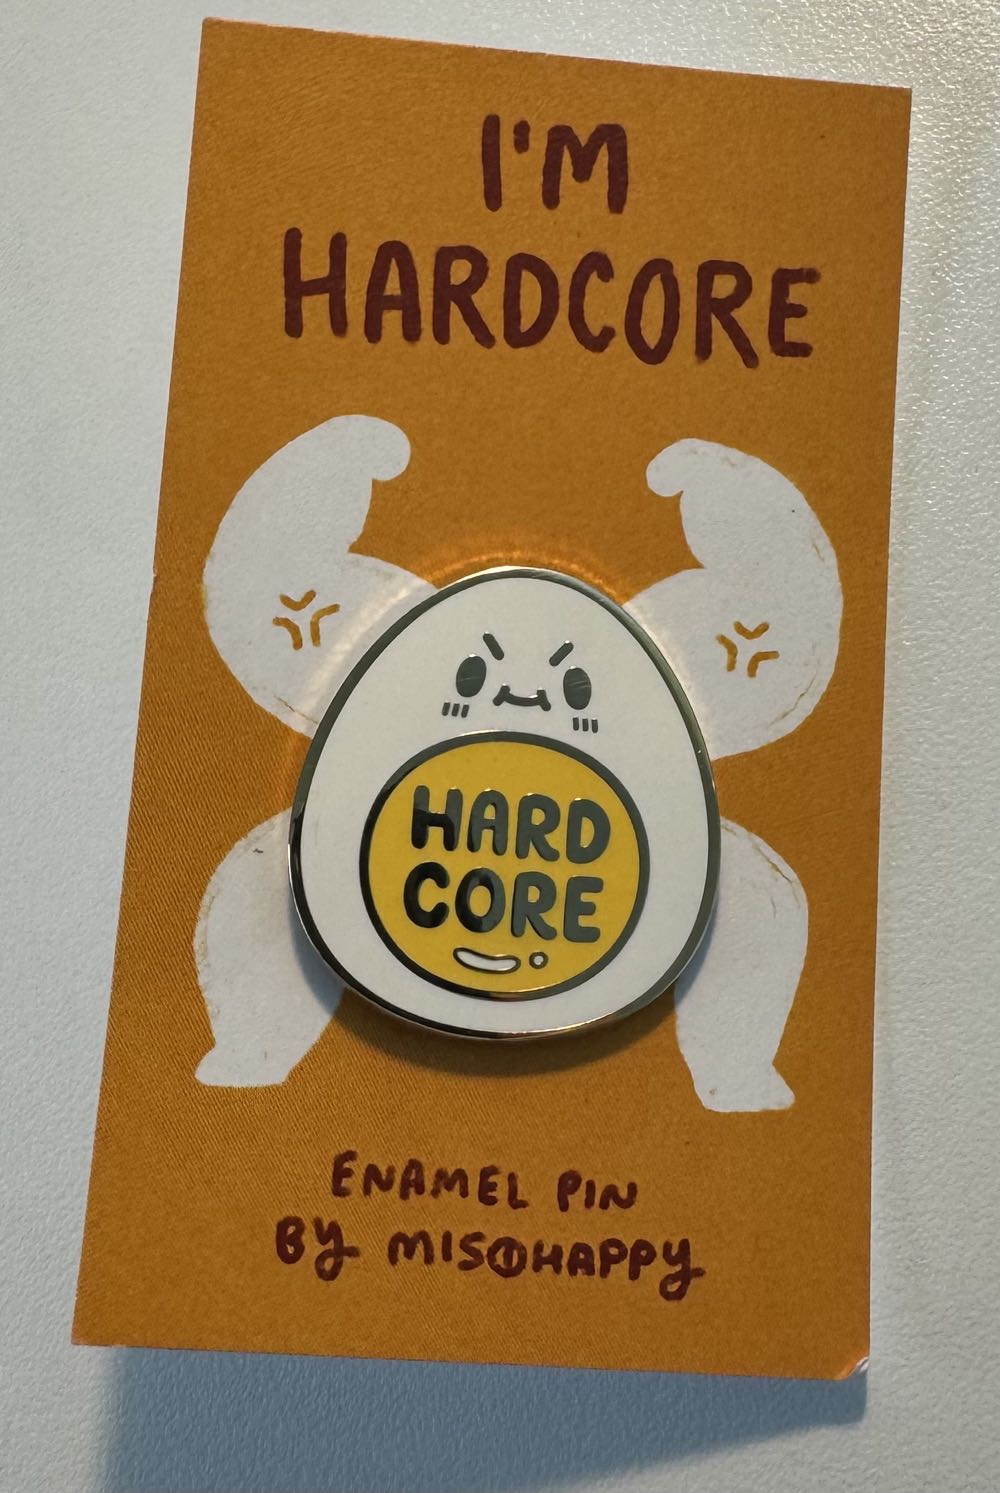 I'M
HARDCORE
HARD
CORE
ENAMEL PIN
BY MISOHAPPY